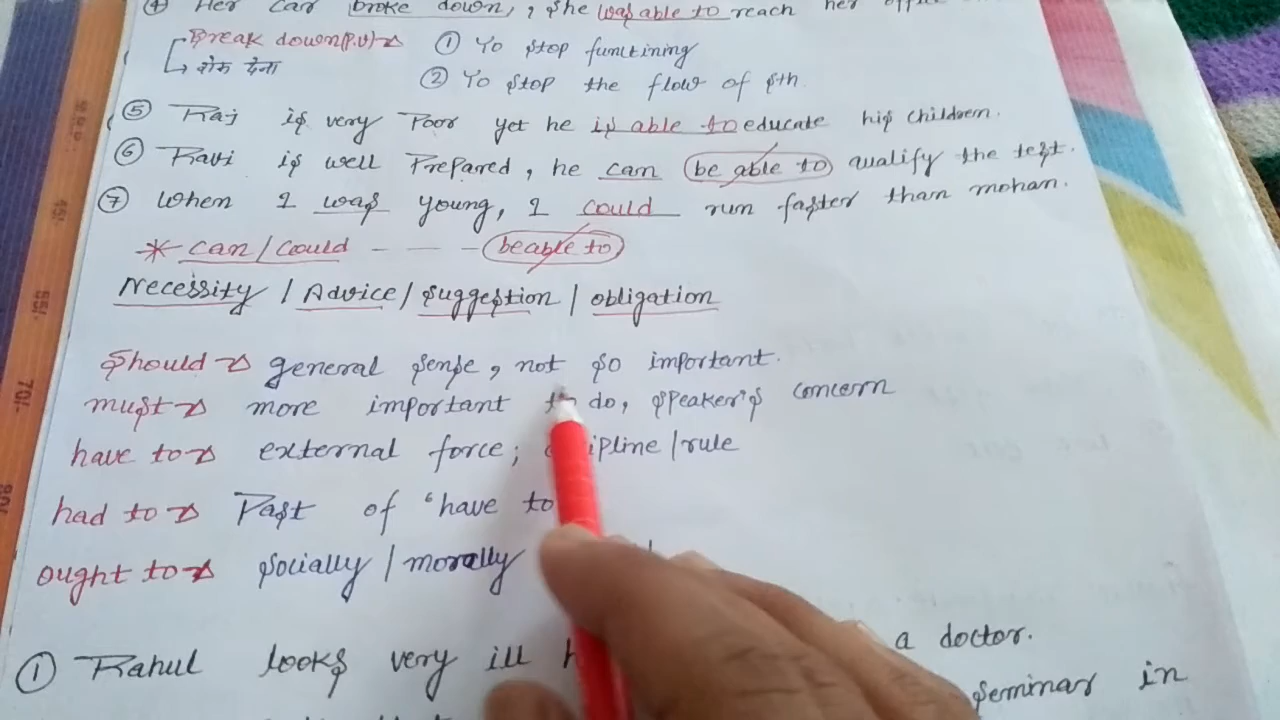 ④ Her car broke down, she was able to reach her office
Break down(P.V)→ ① To stop functining
↳ रोक देना ② To stop the flow of sth.
⑤ Raj is very Poor yet he is able to educate his children.
⑥ Ravi is well Prepared, he can be able to qualify the test.
⑦ When I was young, I could run faster than mohan.
* can/could - - - be able to
Necessity / Advice / suggestion / obligation
Should → general sense, not so important.
must → more important to do, speaker's concern
have to → external force; discipline/rule
had to → Past of 'have to
ought to → socially / morally
① Rahul looks very ill a doctor.
seminar in